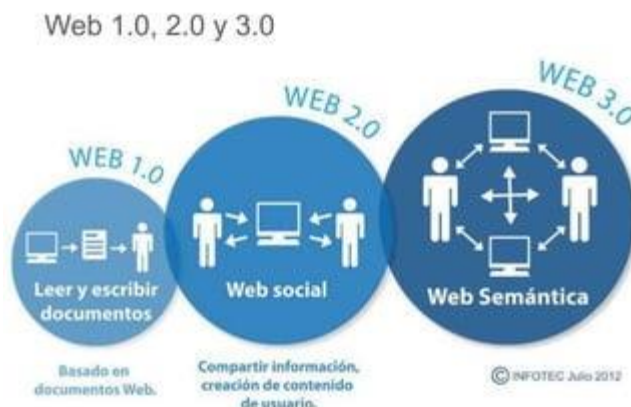 Web 1.0, 2.0 y 3.0
WEB 1.0
Leer y escribir
documentos
Basado en
documentos Web.
WEB 2.0
Web social
Compartir información,
creación de contenido
de usuario.
WEB 3.0
Web Semántica
© INFOTEC Julio 2012